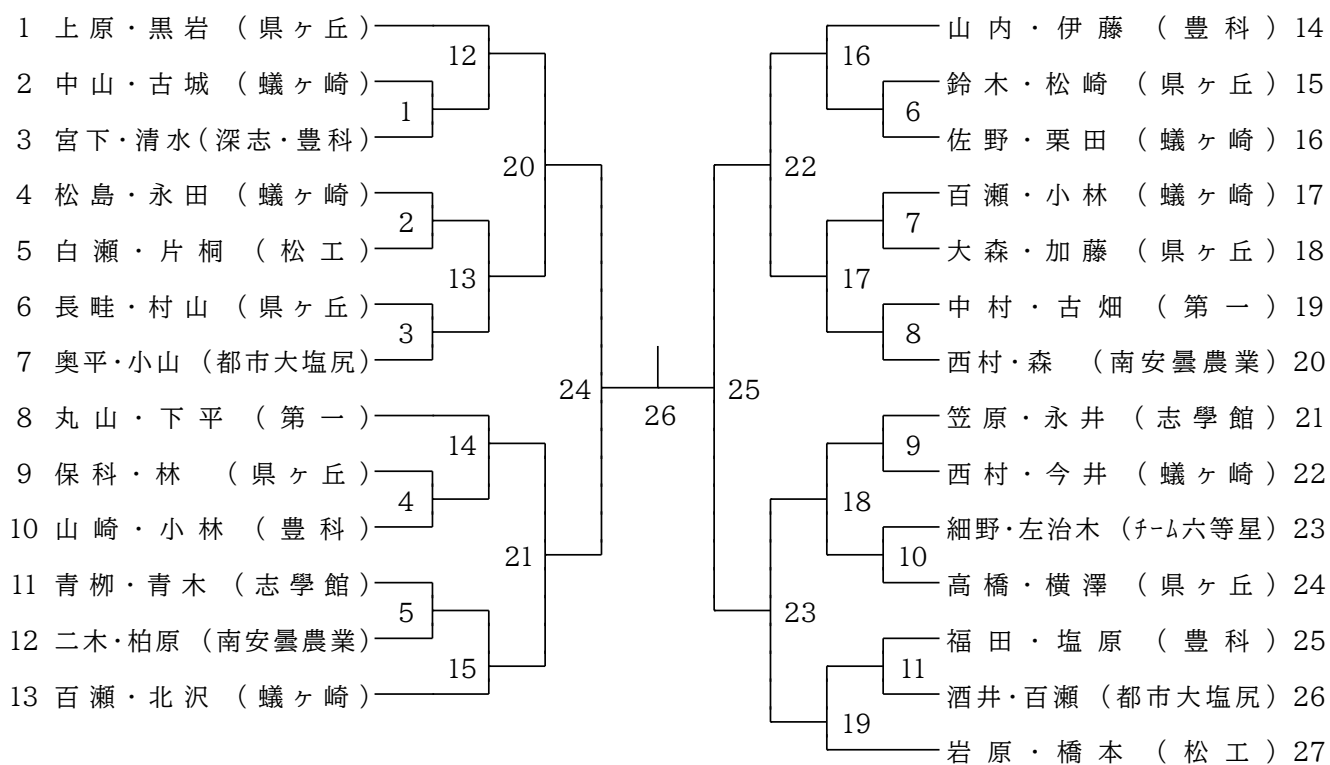 1 上原・黒岩 (県ヶ丘)
2 中山・古城 (蟻ヶ崎)
3 宮下・清水(深志・豊科)
4 松島・永田 (蟻ヶ崎)
5 白瀬・片桐 (松工)
6 長畦・村山 (県ヶ丘)
7 奥平・小山 (都市大塩尻)
8 丸山・下平 (第一)
9 保科・林 (県ヶ丘)
10 山崎・小林 (豊科)
11 青栁・青木 (志學館)
12 二木・柏原 (南安曇農業)
13 百瀬・北沢 (蟻ヶ崎)
12
1
20
2
13
3
24
14
4
21
5
15
26
16
6
22
7
17
8
25
9
18
10
23
11
19
山内・伊藤 (豊科) 14
鈴木・松崎 (県ヶ丘) 15
佐野・栗田 (蟻ヶ崎) 16
百瀬・小林 (蟻ヶ崎) 17
大森・加藤 (県ヶ丘) 18
中村・古畑 (第一) 19
西村・森 (南安曇農業) 20
笠原・永井 (志學館) 21
西村・今井 (蟻ヶ崎) 22
細野・左治木 (ﾁｰﾑ六等星) 23
高橋・横澤 (県ヶ丘) 24
福田・塩原 (豊科) 25
酒井・百瀬 (都市大塩尻) 26
岩原・橋本 (松工) 27